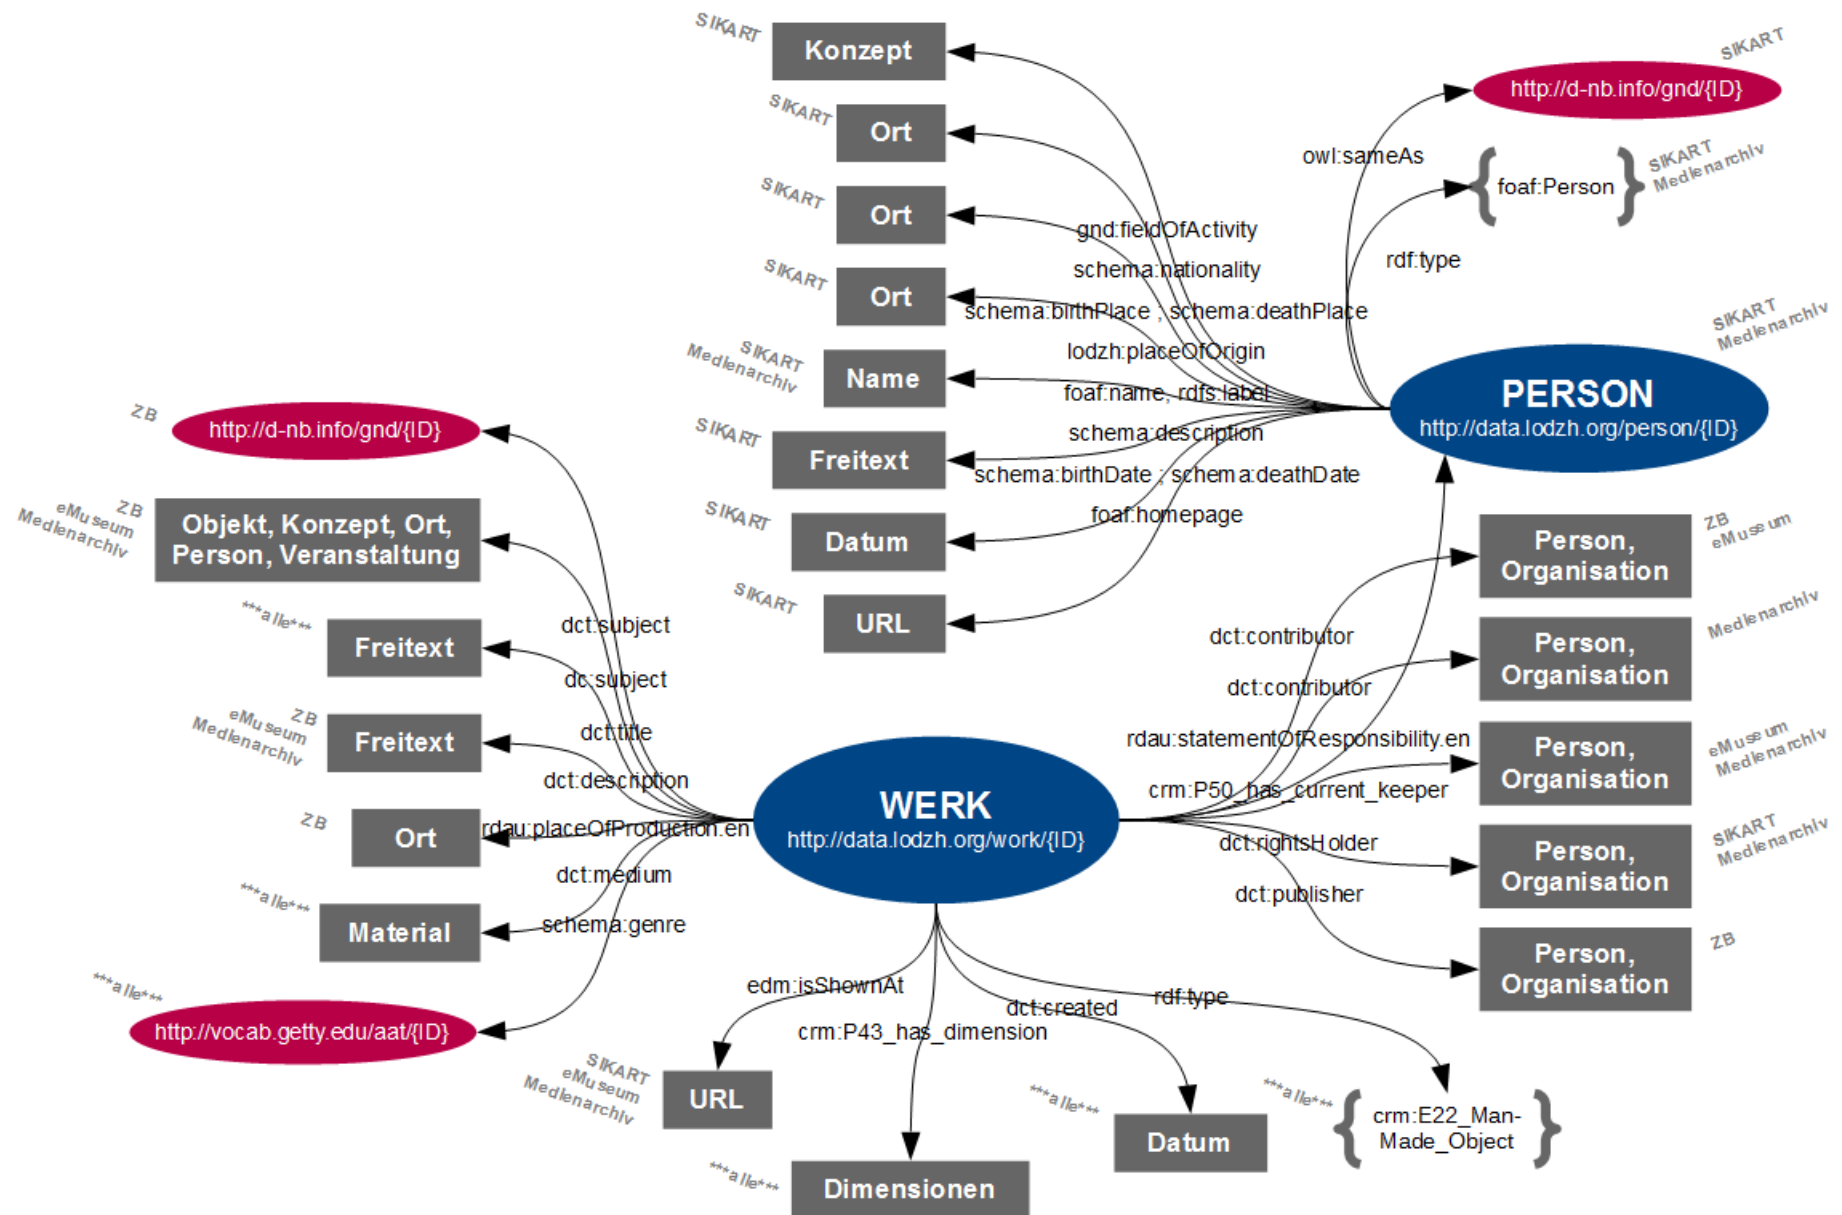 SIKART
Konzept
SIKART
Ort
SIKART
Ort
SIKART
Ort
SIKART
Medienarchiv
Name
SIKART
Freitext
SIKART
Datum
SIKART
URL
gnd:fieldOfActivity
schema:nationality
schema:birthPlace ; schema:deathPlace
lodzh:placeOfOrigin
foaf:name, rdfs:label
schema:description
schema:birthDate ; schema:deathDate
foaf:homepage
SIKART
http://d-nb.info/gnd/{ID}
owl:sameAs
{ foaf:Person }
SIKART
Medienarchiv
rdf:type
SIKART
Medienarchiv
PERSON
http://data.lodzh.org/person/{ID}
ZB
http://d-nb.info/gnd/{ID}
ZB
eMuseum
Medienarchiv
Objekt, Konzept, Ort,
Person, Veranstaltung
***alle***
Freitext
ZB
eMuseum
Medienarchiv
Freitext
ZB
Ort
***alle***
Material
***alle***
http://vocab.getty.edu/aat/{ID}
dct:subject
dc:subject
dct:title
dct:description
rdau:placeOfProduction.en
dct:medium
schema:genre
WERK
http://data.lodzh.org/work/{ID}
dct:contributor
dct:contributor
rdau:statementOfResponsibility.en
crm:P50_has_current_keeper
dct:rightsHolder
dct:publisher
Person,
Organisation
ZB
eMuseum
Person,
Organisation
Medienarchiv
Person,
Organisation
eMuseum
Medienarchiv
Person,
Organisation
SIKART
Medienarchiv
Person,
Organisation
ZB
edm:isShownAt
crm:P43_has_dimension
dct:created
rdf:type
SIKART
eMuseum
Medienarchiv
URL
***alle***
Dimensionen
***alle***
Datum
***alle***
{ crm:E22_Man-
Made_Object }